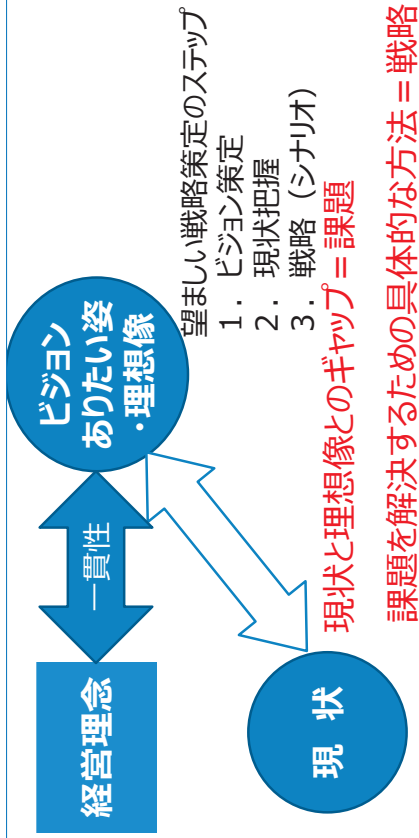 経営理念
一貫性
ビジョン
ありたい姿
・理想像
現 状
望ましい戦略策定のステップ
1. ビジョン策定
2. 現状把握
3. 戦略（シナリオ）
現状と理想像とのギャップ＝課題
課題を解決するための具体的な方法＝戦略